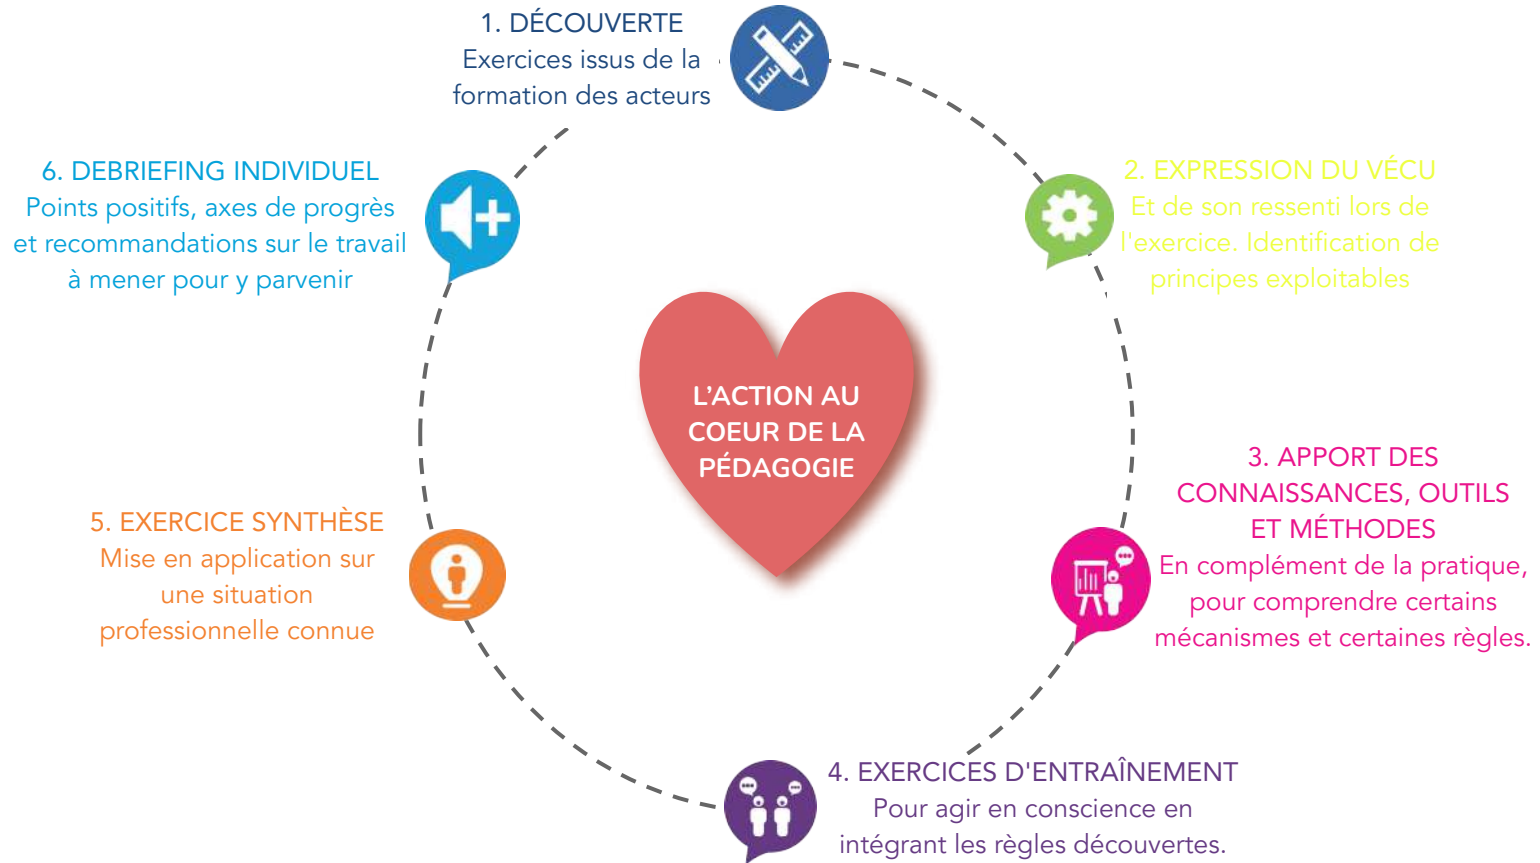 1. DÉCOUVERTE
Exercices issus de la
formation des acteurs
2. EXPRESSION DU VÉCU
Et de son ressenti lors de
l'exercice. Identification de
principes exploitables
3. APPORT DES
CONNAISSANCES, OUTILS
ET MÉTHODES
En complément de la pratique,
pour comprendre certains
mécanismes et certaines règles.
4. EXERCICES D'ENTRAÎNEMENT
Pour agir en conscience en
intégrant les règles découvertes.
5. EXERCICE SYNTHÈSE
Mise en application sur
une situation
professionnelle connue
6. DEBRIEFING INDIVIDUEL
Points positifs, axes de progrès
et recommandations sur le travail
à mener pour y parvenir
L’ACTION AU
COEUR DE LA
PÉDAGOGIE